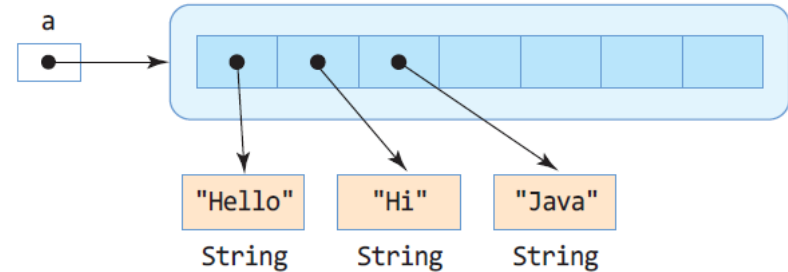 a
"Hello" "Hi" "Java"
String String String